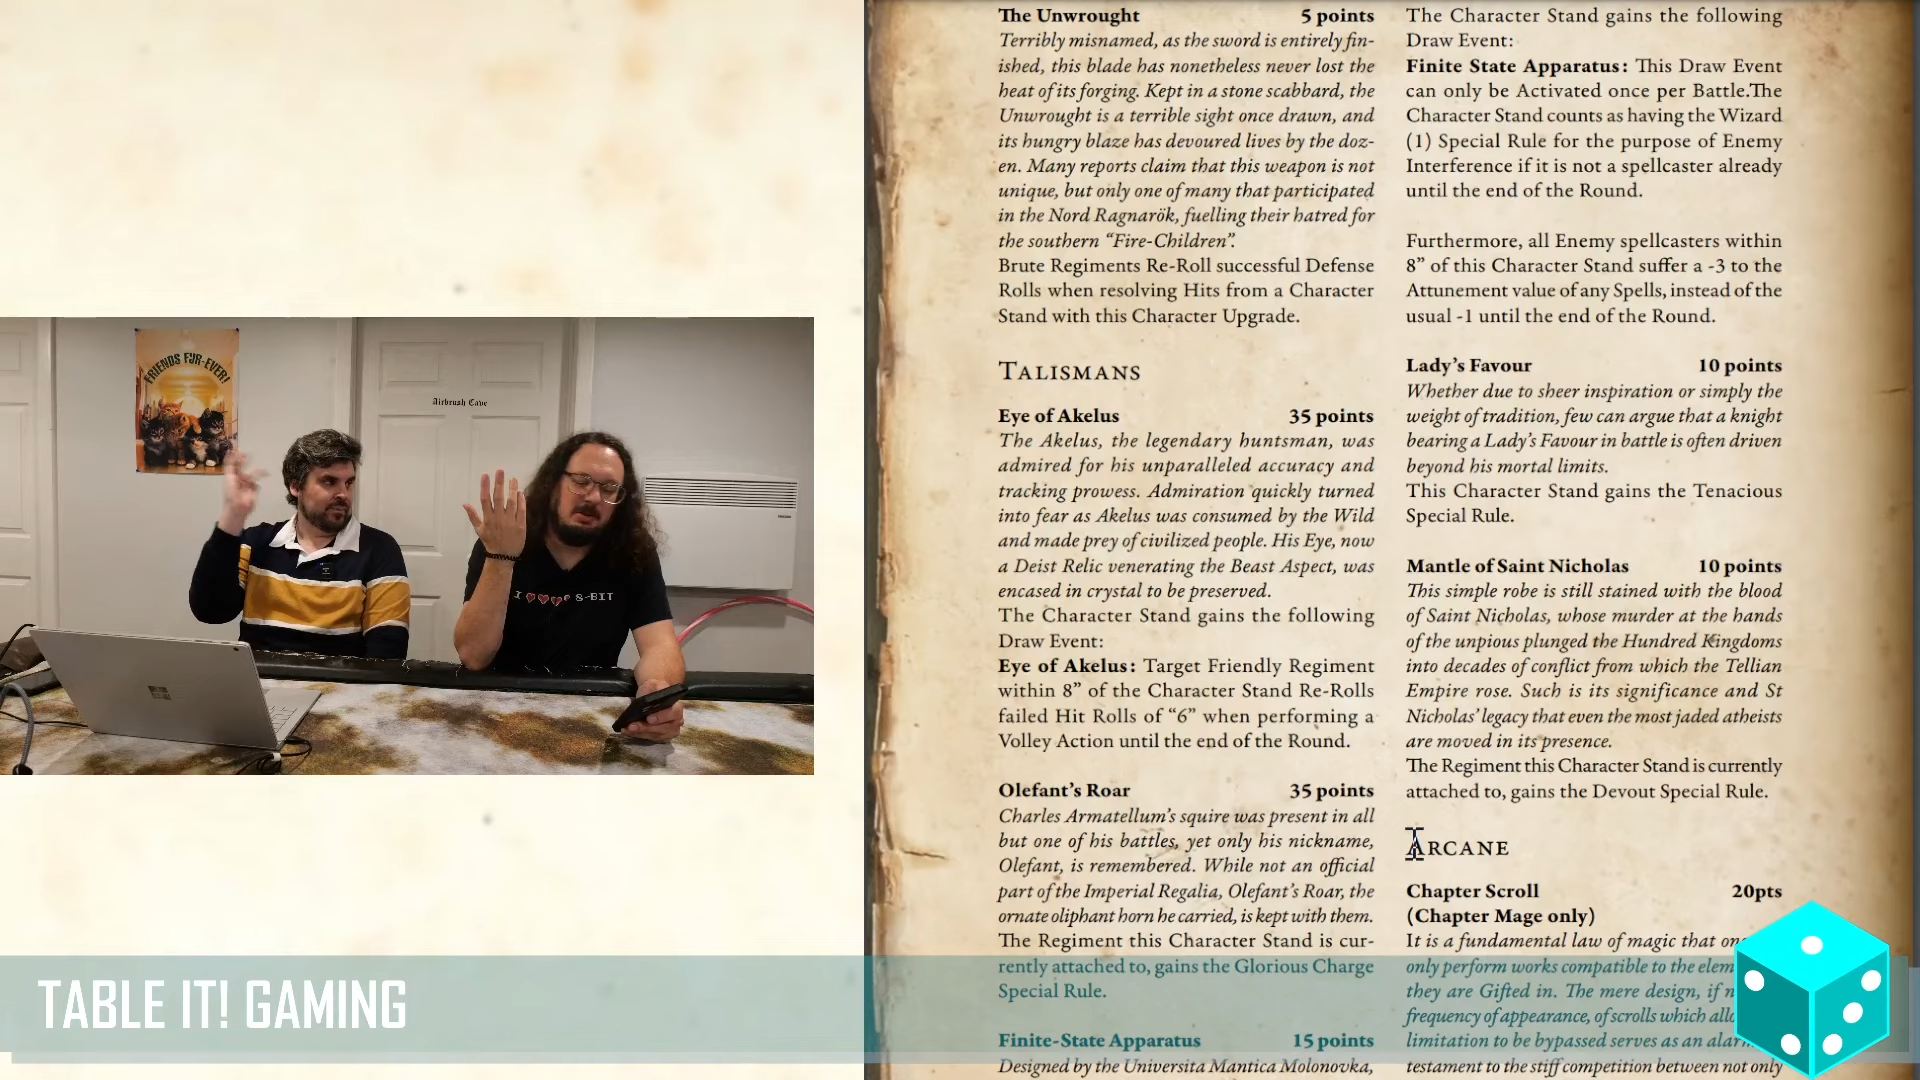 FRIENDS FUR-EVER!
Airbrush Cave
I 8-BIT
TABLE IT! GAMING
The Unwrought 5 points
Terribly misnamed, as the sword is entirely fin-
ished, this blade has nonetheless never lost the
heat of its forging. Kept in a stone scabbard, the
Unwrought is a terrible sight once drawn, and
its hungry blaze has devoured lives by the doz-
en. Many reports claim that this weapon is not
unique, but only one of many that participated
in the Nord Ragnarök, fuelling their hatred for
the southern “Fire-Children”.
Brute Regiments Re-Roll successful Defense
Rolls when resolving Hits from a Character
Stand with this Character Upgrade.
TALISMANS
Eye of Akelus 35 points
The Akelus, the legendary huntsman, was
admired for his unparalleled accuracy and
tracking prowess. Admiration quickly turned
into fear as Akelus was consumed by the Wild
and made prey of civilized people. His Eye, now
a Deist Relic venerating the Beast Aspect, was
encased in crystal to be preserved.
The Character Stand gains the following
Draw Event:
Eye of Akelus: Target Friendly Regiment
within 8” of the Character Stand Re-Rolls
failed Hit Rolls of “6” when performing a
Volley Action until the end of the Round.
Olefant’s Roar 35 points
Charles Armatellum’s squire was present in all
but one of his battles, yet only his nickname,
Olefant, is remembered. While not an official
part of the Imperial Regalia, Olefant’s Roar, the
ornate oliphant horn he carried, is kept with them.
The Regiment this Character Stand is cur-
rently attached to, gains the Glorious Charge
Special Rule.
Finite-State Apparatus 15 points
Designed by the Universita Mantica Molonovka,
The Character Stand gains the following
Draw Event:
Finite State Apparatus: This Draw Event
can only be Activated once per Battle.The
Character Stand counts as having the Wizard
(1) Special Rule for the purpose of Enemy
Interference if it is not a spellcaster already
until the end of the Round.
Furthermore, all Enemy spellcasters within
8” of this Character Stand suffer a -3 to the
Attunement value of any Spells, instead of the
usual -1 until the end of the Round.
Lady’s Favour 10 points
Whether due to sheer inspiration or simply the
weight of tradition, few can argue that a knight
bearing a Lady’s Favour in battle is often driven
beyond his mortal limits.
This Character Stand gains the Tenacious
Special Rule.
Mantle of Saint Nicholas 10 points
This simple robe is still stained with the blood
of Saint Nicholas, whose murder at the hands
of the unpious plunged the Hundred Kingdoms
into decades of conflict from which the Tellian
Empire rose. Such is its significance and St
Nicholas’ legacy that even the most jaded atheists
are moved in its presence.
The Regiment this Character Stand is currently
attached to, gains the Devout Special Rule.
ARCANE
Chapter Scroll 20pts
(Chapter Mage only)
It is a fundamental law of magic that
only perform works compatible to the
they are Gifted in. The mere design, if
frequency of appearance, of scrolls which
limitation to be bypassed serves as an
testament to the stiff competition between not only